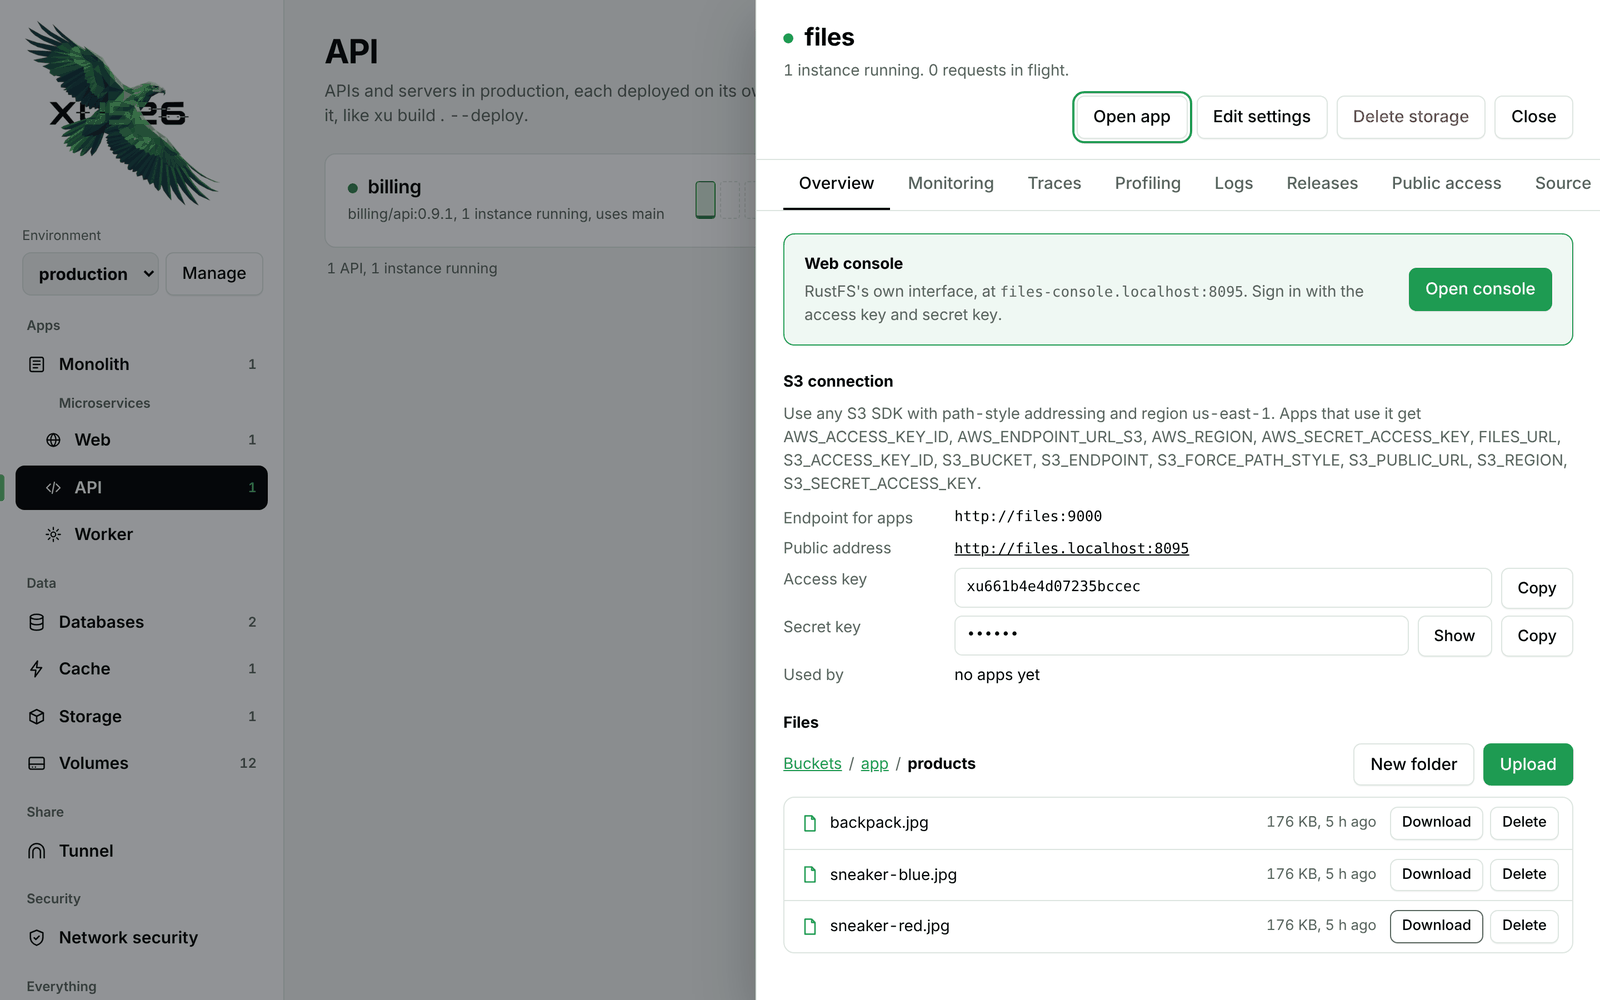 XUS26
Environment
production
Manage
Apps
Monolith 1
Microservices
Web 1
API 1
Worker
Data
Databases 2
Cache 1
Storage 1
Volumes 12
Share
Tunnel
Security
Network security
Everything
API
APIs and servers in production, each deployed on its ow
it, like xu build . --deploy.
billing
billing/api:0.9.1, 1 instance running, uses main
1 API, 1 instance running
files
1 instance running. 0 requests in flight.
Open app Edit settings Delete storage Close
Overview Monitoring Traces Profiling Logs Releases Public access Source
Web console
RustFS's own interface, at files-console.localhost:8095. Sign in with the
access key and secret key.
Open console
S3 connection
Use any S3 SDK with path-style addressing and region us-east-1. Apps that use it get
AWS_ACCESS_KEY_ID, AWS_ENDPOINT_URL_S3, AWS_REGION, AWS_SECRET_ACCESS_KEY, FILES_URL,
S3_ACCESS_KEY_ID, S3_BUCKET, S3_ENDPOINT, S3_FORCE_PATH_STYLE, S3_PUBLIC_URL, S3_REGION,
S3_SECRET_ACCESS_KEY.
Endpoint for apps http://files:9000
Public address http://files.localhost:8095
Access key xu661b4e4d07235bccec Copy
Secret key •••••• Show Copy
Used by no apps yet
Files
Buckets / app / products
New folder Upload
backpack.jpg 176 KB, 5 h ago Download Delete
sneaker-blue.jpg 176 KB, 5 h ago Download Delete
sneaker-red.jpg 176 KB, 5 h ago Download Delete